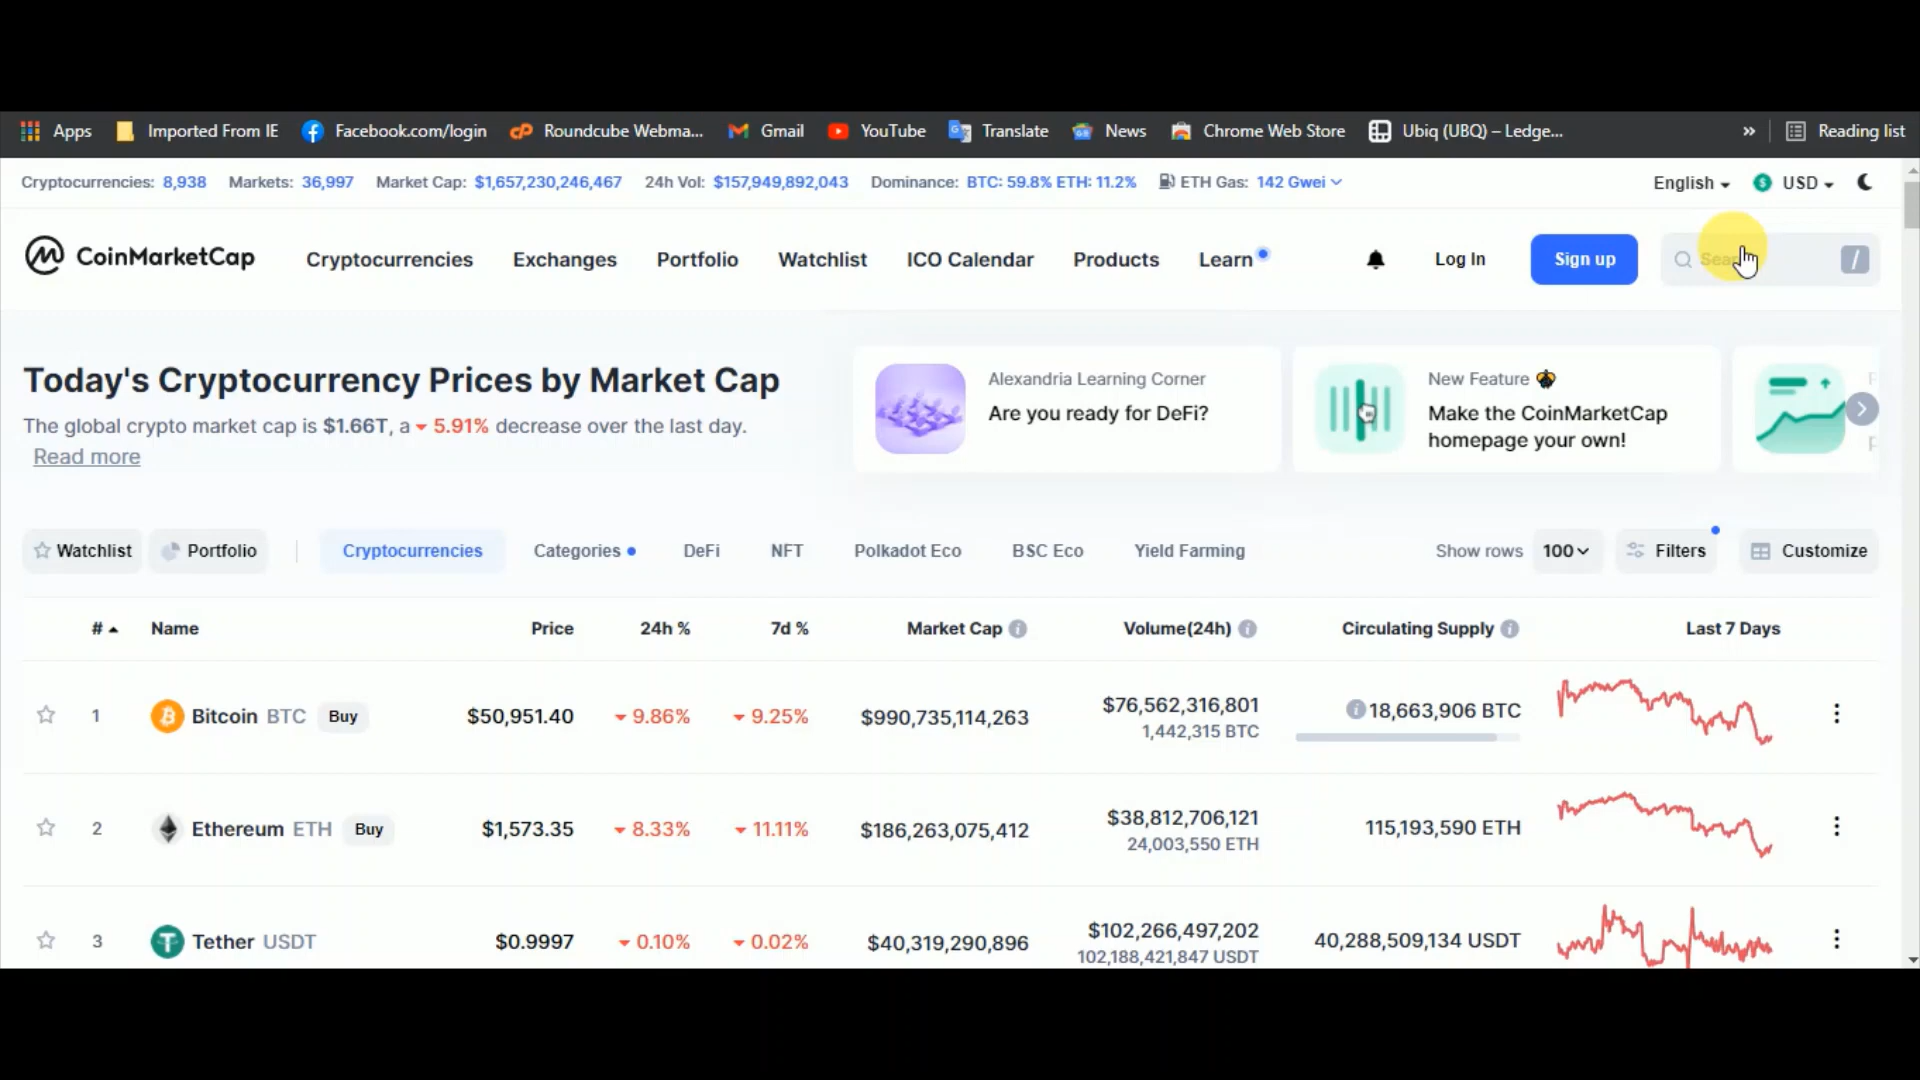 Apps Imported From IE Facebook.com/login Roundcube Webma... Gmail YouTube Translate News Chrome Web Store Ubiq (UBQ) – Ledge... » Reading list
Cryptocurrencies: 8,938 Markets: 36,997 Market Cap: $1,657,230,246,467 24h Vol: $157,949,892,043 Dominance: BTC: 59.8% ETH: 11.2% ETH Gas: 142 Gwei English USD
CoinMarketCap Cryptocurrencies Exchanges Portfolio Watchlist ICO Calendar Products Learn Log In Sign up /
Today's Cryptocurrency Prices by Market Cap
The global crypto market cap is $1.66T, a 5.91% decrease over the last day.
Read more
Alexandria Learning Corner
Are you ready for DeFi?
New Feature
Make the CoinMarketCap
homepage your own!
Watchlist Portfolio Cryptocurrencies Categories DeFi NFT Polkadot Eco BSC Eco Yield Farming Show rows 100 Filters Customize
# Name Price 24h % 7d % Market Cap Volume(24h) Circulating Supply Last 7 Days
1 Bitcoin BTC Buy $50,951.40 9.86% 9.25% $990,735,114,263 $76,562,316,801 18,663,906 BTC
1,442,315 BTC
2 Ethereum ETH Buy $1,573.35 8.33% 11.11% $186,263,075,412 $38,812,706,121 115,193,590 ETH
24,003,550 ETH
3 Tether USDT $0.9997 0.10% 0.02% $40,319,290,896 $102,266,497,202 40,288,509,134 USDT
102,188,421,847 USDT